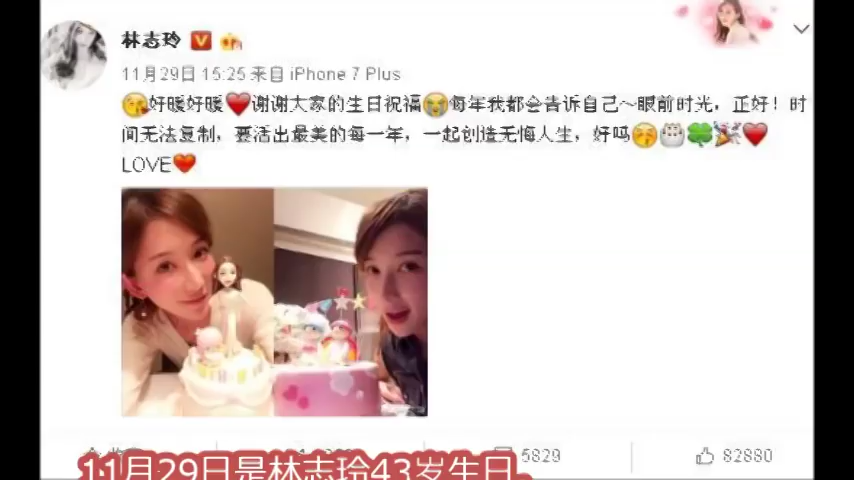 林志玲
11月29日 15:25 来自 iPhone 7 Plus
😚好暖好暖❤️谢谢大家的生日祝福😭每年我都会告诉自己~眼前时光，正好！时
间无法复制，要活出最美的每一年，一起创造无悔人生，好吗😚🎂🍀🎉❤️
LOVE❤️
5829
82880
11月29日是林志玲43岁生日